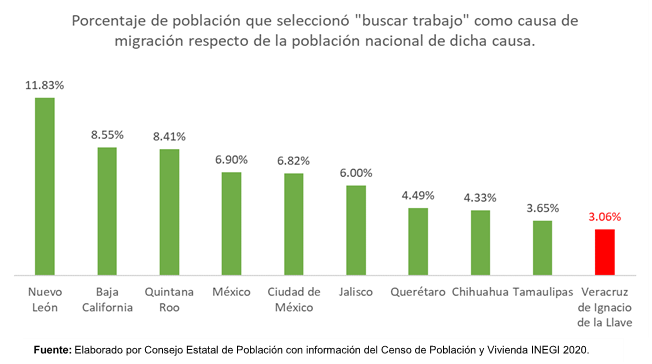 Porcentaje de población que seleccionó "buscar trabajo" como causa de
migración respecto de la población nacional de dicha causa.
11.83%
8.55%
8.41%
6.90%
6.82%
6.00%
4.49%
4.33%
3.65%
3.06%
Nuevo
León
Baja
California
Quintana
Roo
México
Ciudad de
México
Jalisco
Querétaro
Chihuahua
Tamaulipas
Veracruz
de Ignacio
de la Llave
Fuente: Elaborado por Consejo Estatal de Población con información del Censo de Población y Vivienda INEGI 2020.